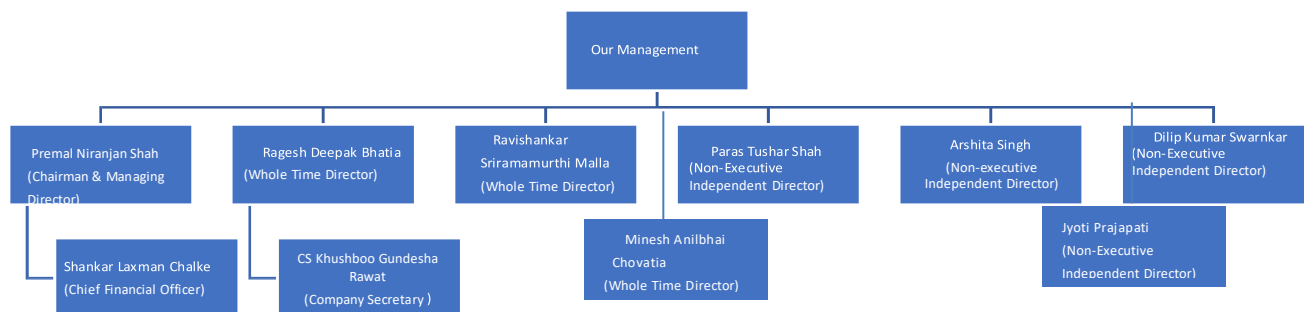 Our Management
Premal Niranjan Shah
(Chairman & Managing
Director)
Ragesh Deepak Bhatia
(Whole Time Director)
Ravishankar
Sriramamurthi Malla
(Whole Time Director)
Paras Tushar Shah
(Non-Executive
Independent Director)
Arshita Singh
(Non-executive
Independent Director)
Dilip Kumar Swarnkar
(Non-Executive
Independent Director)
Shankar Laxman Chalke
(Chief Financial Officer)
CS Khushboo Gundesha
Rawat
(Company Secretary )
Minesh Anilbhai
Chovatia
(Whole Time Director)
Jyoti Prajapati
(Non-Executive
Independent Director)